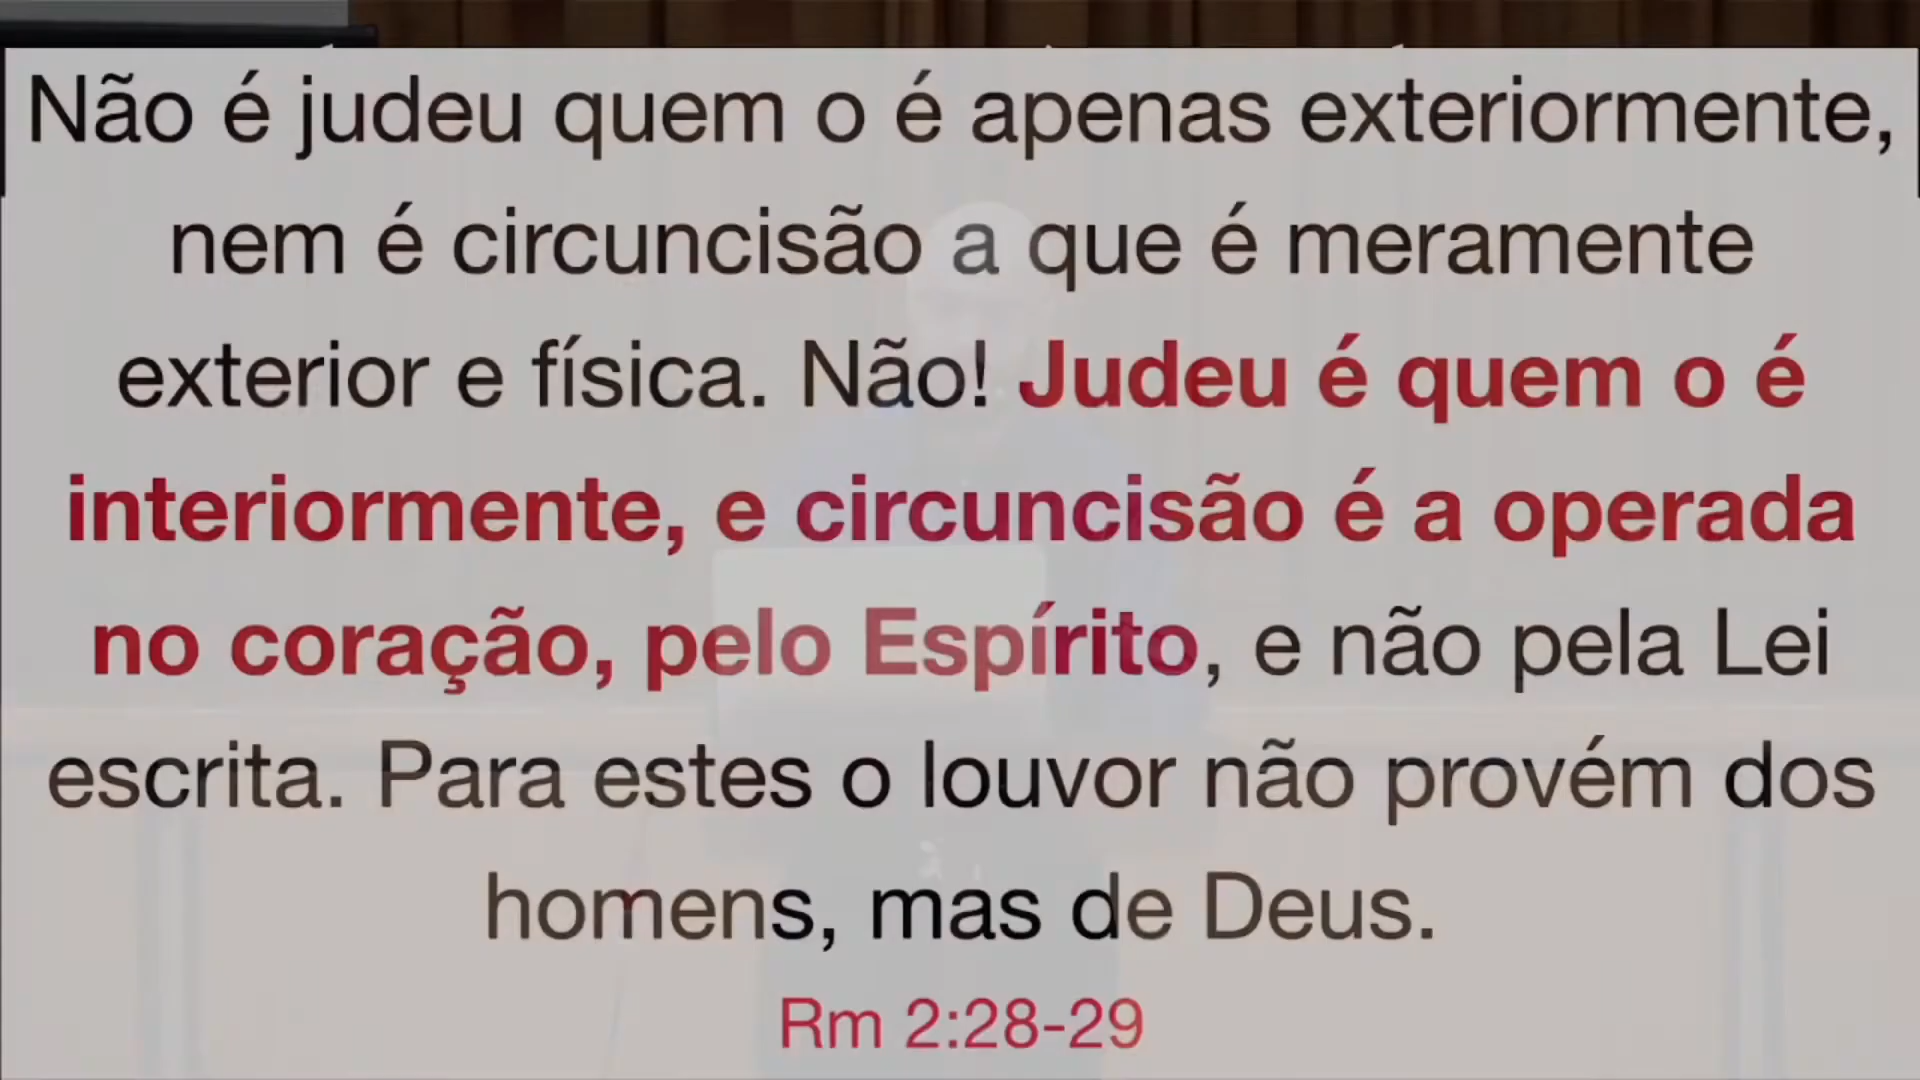 Não é judeu quem o é apenas exteriormente,
nem é circuncisão a que é meramente
exterior e física. Não! Judeu é quem o é
interiormente, e circuncisão é a operada
no coração, pelo Espírito, e não pela Lei
escrita. Para estes o louvor não provém dos
homens, mas de Deus.
Rm 2:28-29